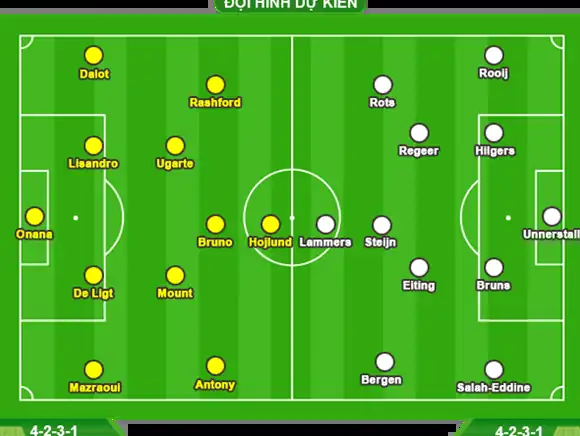 ĐỘI HÌNH DỰ KIẾN
Dalot
Rooij
Rashford
Rots
Regeer
Hilgers
Lisandro
Ugarte
Onana
Bruno
Hojlund
Lammers
Steijn
Unnerstall
De Ligt
Mount
Eiting
Bruns
Mazraoui
Antony
Bergen
Salah-Eddine
4-2-3-1
4-2-3-1